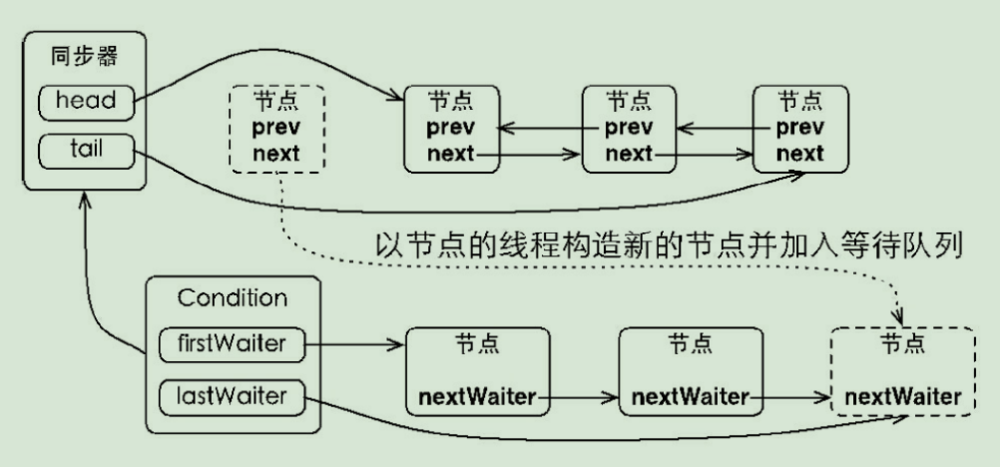 同步器
head
tail
节点
prev
next
节点
prev
next
节点
prev
next
节点
prev
next
以节点的线程构造新的节点并加入等待队列
Condition
firstWaiter
lastWaiter
节点
nextWaiter
节点
nextWaiter
节点
nextWaiter